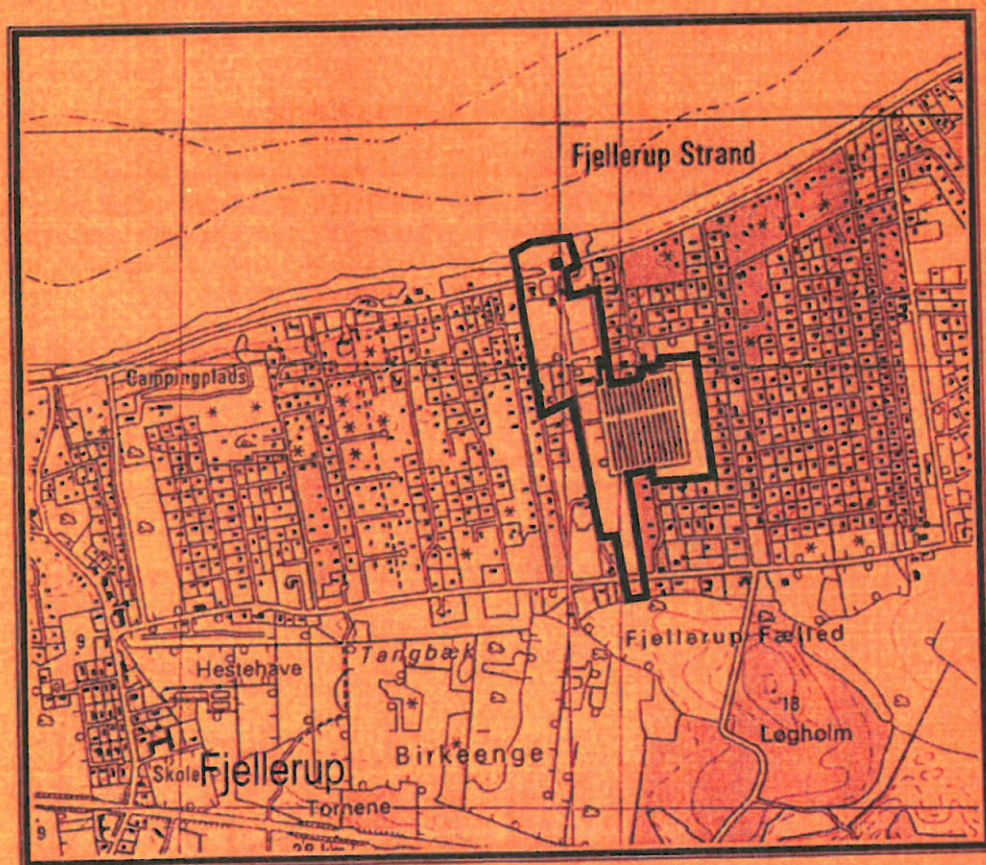 Fjellerup Strand
Campingplads
Fjellerup Fælled
9
Tangbæk
Hestehave
18
Løgholm
Birkeenge
Skole
Fjellerup
Tornene
9